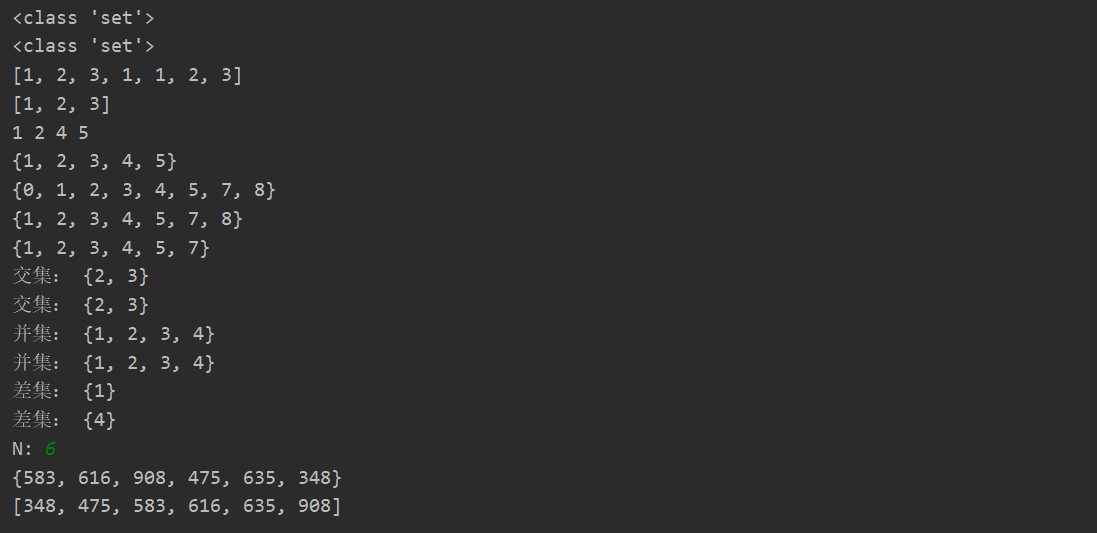 <class 'set'>
<class 'set'>
[1, 2, 3, 1, 1, 2, 3]
[1, 2, 3]
1 2 4 5
{1, 2, 3, 4, 5}
{0, 1, 2, 3, 4, 5, 7, 8}
{1, 2, 3, 4, 5, 7, 8}
{1, 2, 3, 4, 5, 7}
交集： {2, 3}
交集： {2, 3}
并集： {1, 2, 3, 4}
并集： {1, 2, 3, 4}
差集： {1}
差集： {4}
N: 6
{583, 616, 908, 475, 635, 348}
[348, 475, 583, 616, 635, 908]